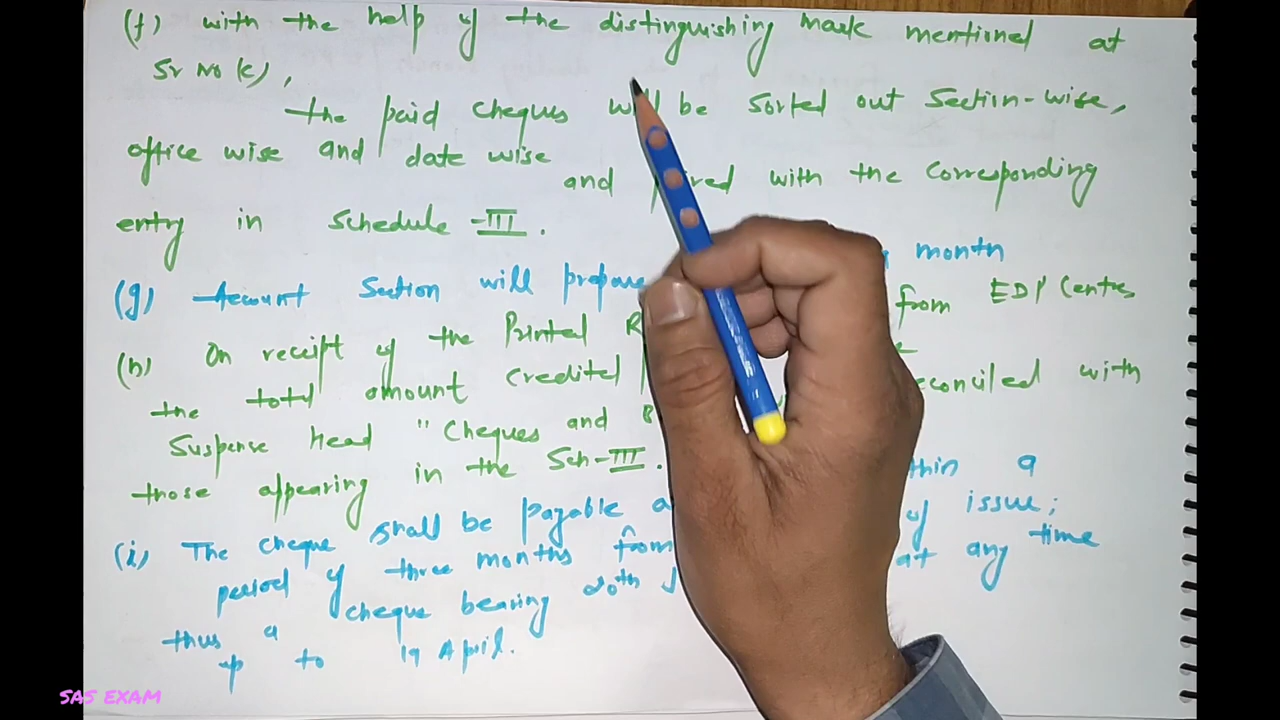 (f) with the help of the distinguishing mark mentioned at
Sr No (c),
the paid cheques will be sorted out section-wise,
office wise and date wise
and with the corresponding
entry in schedule -III.
(g) Account Section will month
(h) On receipt of the Printed from EDP Centre,
the total amount credited
Suspense Head "Cheques and with
those appearing in the Sch-III.
(i) The cheque shall be payable a
period of three months from of issue;
thus a cheque bearing 20th at any time
up to 19 April.
SAS EXAM